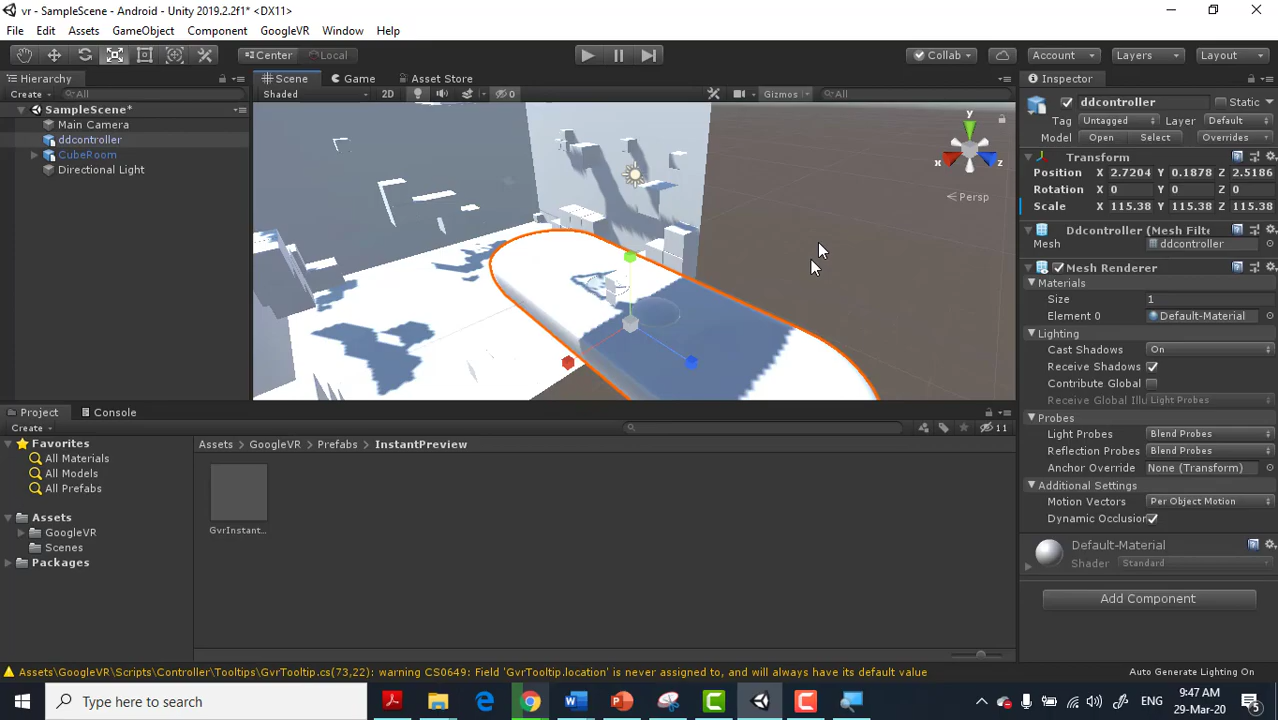 vr - SampleScene - Android - Unity 2019.2.2f1* <DX11>
File Edit Assets GameObject Component GoogleVR Window Help
Center Local Collab Account Layers Layout
Hierarchy
Create All
SampleScene*
Main Camera
ddcontroller
CubeRoom
Directional Light
Scene Game Asset Store
Shaded 2D 0 Gizmos All
y
x z
Persp
Inspector
ddcontroller Static
Tag Untagged Layer Default
Model Open Select Overrides
Transform
Position X 2.7204 Y 0.1878 Z 2.5186
Rotation X 0 Y 0 Z 0
Scale X 115.38 Y 115.38 Z 115.38
Ddcontroller (Mesh Filte
Mesh ddcontroller
Mesh Renderer
Materials
Size 1
Element 0 Default-Material
Lighting
Cast Shadows On
Receive Shadows
Contribute Global
Receive Global Illu Light Probes
Probes
Light Probes Blend Probes
Reflection Probes Blend Probes
Anchor Override None (Transform)
Additional Settings
Motion Vectors Per Object Motion
Dynamic Occlusion
Default-Material
Shader Standard
Add Component
Project Console
Create 11
Favorites
All Materials
All Models
All Prefabs
Assets
GoogleVR
Scenes
Packages
Assets GoogleVR Prefabs InstantPreview
GvrInstant...
Assets\GoogleVR\Scripts\Controller\Tooltips\GvrTooltip.cs(73,22): warning CS0649: Field 'GvrTooltip.location' is never assigned to, and will always have its default value
Auto Generate Lighting On
Type here to search
ENG
9:47 AM
29-Mar-20
5